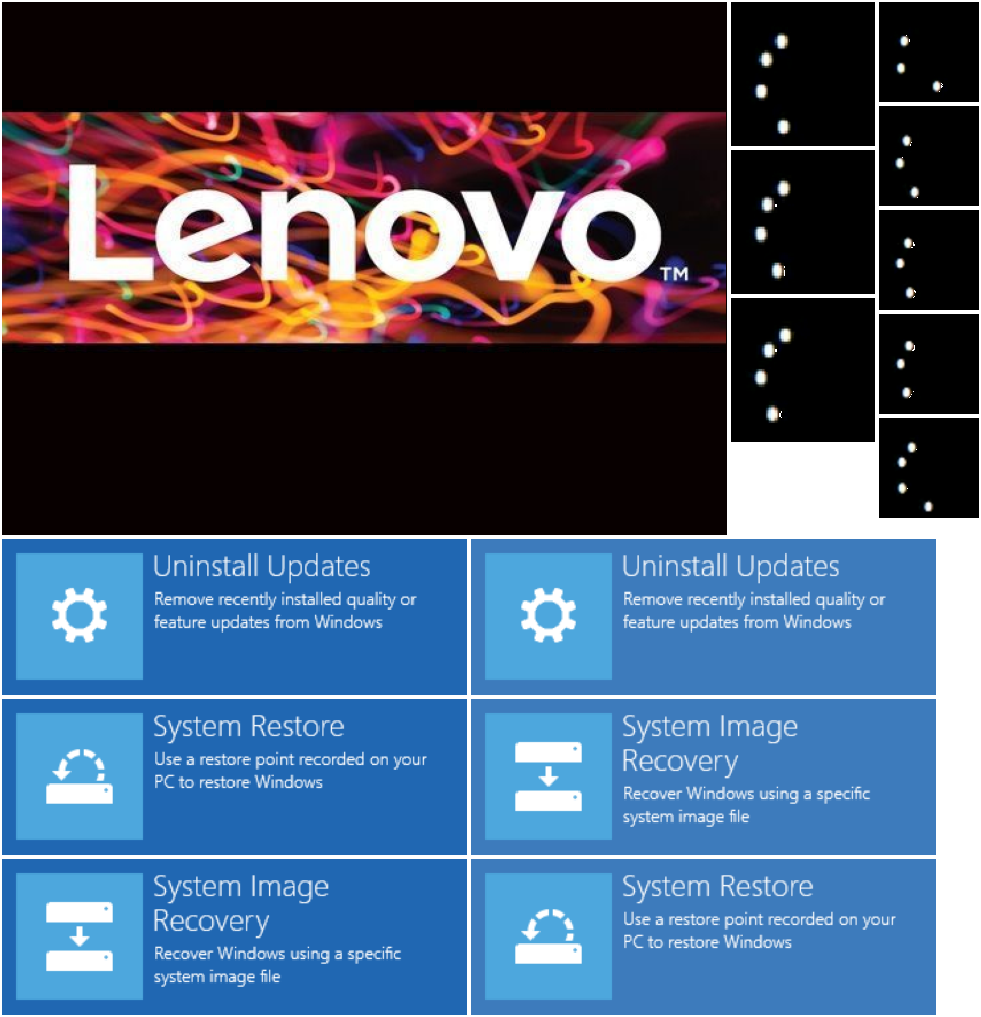 Lenovo
TM
Uninstall Updates
Remove recently installed quality or
feature updates from Windows
Uninstall Updates
Remove recently installed quality or
feature updates from Windows
System Restore
Use a restore point recorded on your
PC to restore Windows
System Image
Recovery
Recover Windows using a specific
system image file
System Image
Recovery
Recover Windows using a specific
system image file
System Restore
Use a restore point recorded on your
PC to restore Windows